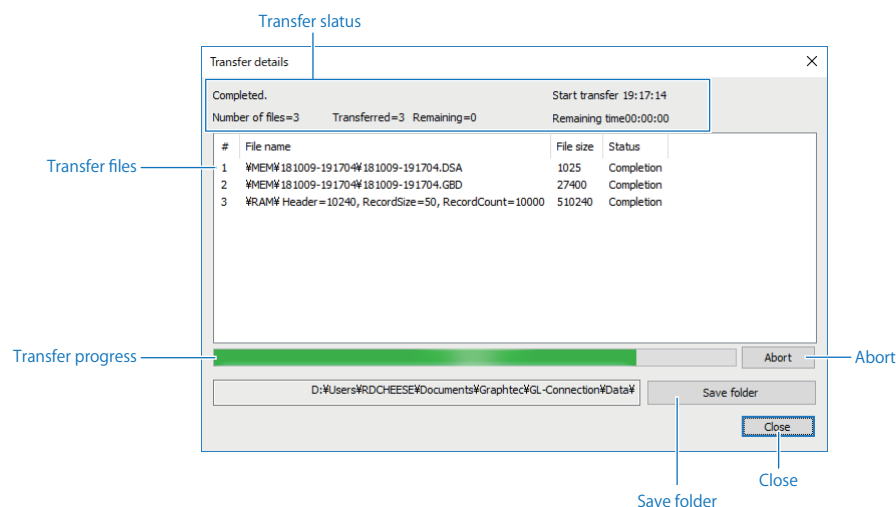 Transfer slatus
Transfer details
Completed. Start transfer 19:17:14
Number of files=3 Transferred=3 Remaining=0 Remaining time00:00:00
# File name File size Status
Transfer files
1 ¥MEM¥181009-191704¥181009-191704.DSA 1025 Completion
2 ¥MEM¥181009-191704¥181009-191704.GBD 27400 Completion
3 ¥RAM¥ Header=10240, RecordSize=50, RecordCount=10000 510240 Completion
Transfer progress
Abort
Abort
D:¥Users¥RDCHEESE¥Documents¥Graphtec¥GL-Connection¥Data¥
Save folder
Close
Close
Save folder